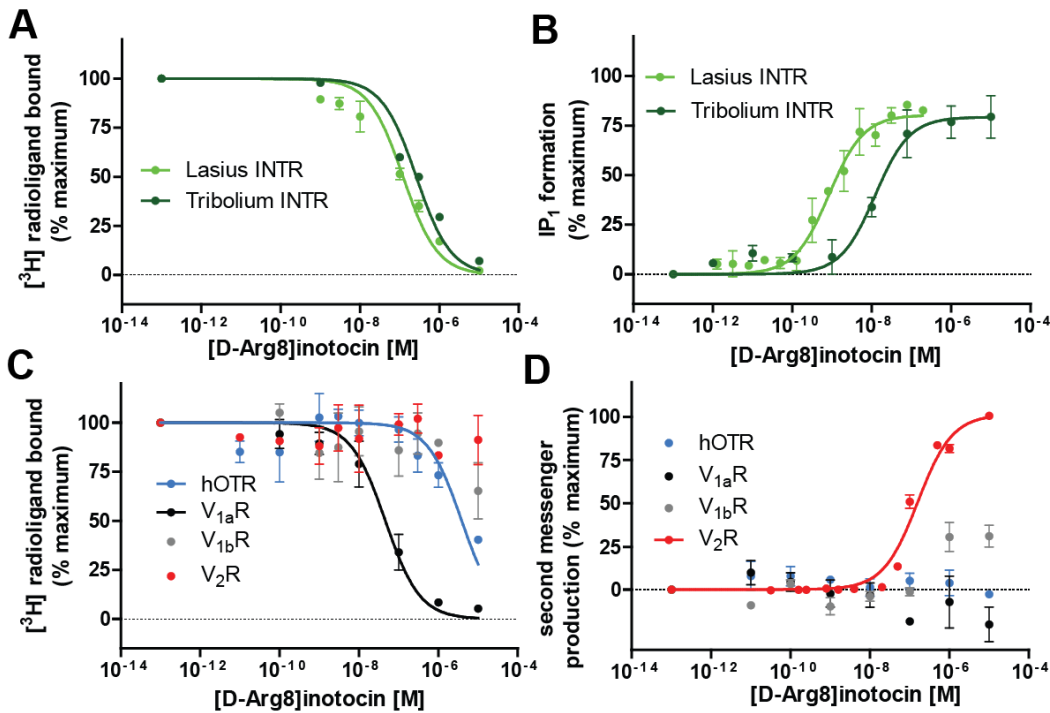 A
[³H] radioligand bound
(% maximum)
100
75
50
25
0
Lasius INTR
Tribolium INTR
10⁻¹⁴ 10⁻¹² 10⁻¹⁰ 10⁻⁸ 10⁻⁶ 10⁻⁴
[D-Arg8]inotocin [M]
B
IP₁ formation
(% maximum)
100
75
50
25
0
Lasius INTR
Tribolium INTR
10⁻¹⁴ 10⁻¹² 10⁻¹⁰ 10⁻⁸ 10⁻⁶ 10⁻⁴
[D-Arg8]inotocin [M]
C
[³H] radioligand bound
(% maximum)
100
75
50
25
0
hOTR
V₁ₐR
V₁bR
V₂R
10⁻¹⁴ 10⁻¹² 10⁻¹⁰ 10⁻⁸ 10⁻⁶ 10⁻⁴
[D-Arg8]inotocin [M]
D
second messenger
production (% maximum)
100
75
50
25
0
hOTR
V₁ₐR
V₁bR
V₂R
10⁻¹⁴ 10⁻¹² 10⁻¹⁰ 10⁻⁸ 10⁻⁶ 10⁻⁴
[D-Arg8]inotocin [M]